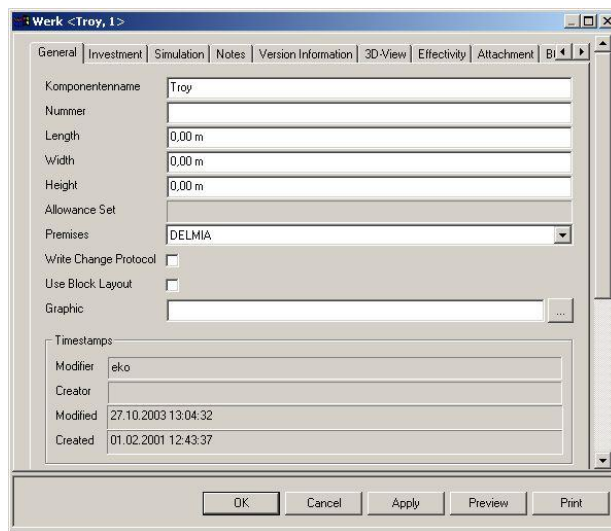 Werk <Troy, 1>
General Investment Simulation Notes Version Information 3D-View Effectivity Attachment
Komponentenname Troy
Nummer
Length 0,00 m
Width 0,00 m
Height 0,00 m
Allowance Set
Premises DELMIA
Write Change Protocol
Use Block Layout
Graphic ...
Timestamps
Modifier eko
Creator
Modified 27.10.2003 13:04:32
Created 01.02.2001 12:43:37
OK Cancel Apply Preview Print